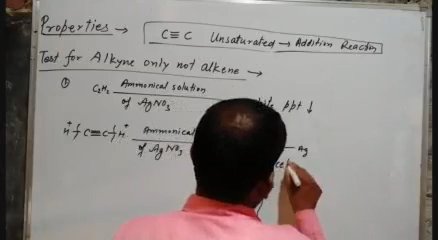 Properties → C≡C Unsaturated → Addition Reaction
Test for Alkyne only not alkene →
① C₂H₂ Ammonical solution of AgNO₃ ppt ↓
H⁺ C≡C H⁺ Ammonical of AgNO₃ Ag